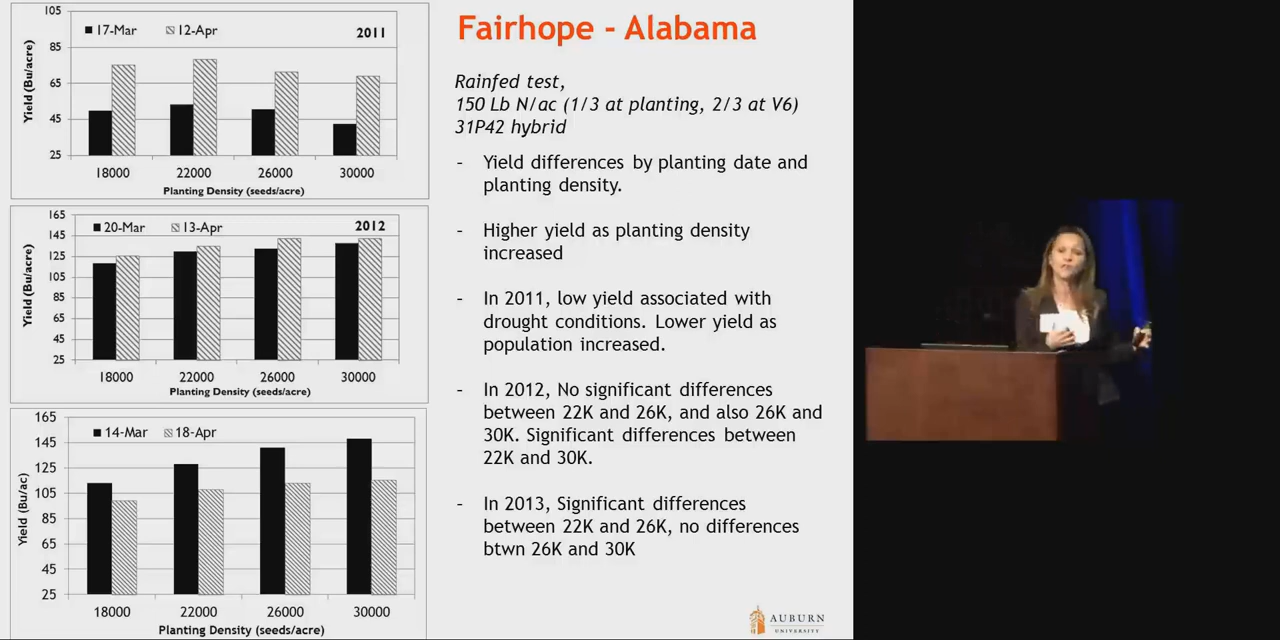 105
85
65
45
25
Yield (Bu/acre)
17-Mar 12-Apr 2011
18000 22000 26000 30000
Planting Density (seeds/acre)
165
145
125
105
85
65
45
25
Yield (Bu/acre)
20-Mar 13-Apr 2012
18000 22000 26000 30000
Planting Density (seeds/acre)
165
145
125
105
85
65
45
25
Yield (Bu/ac)
14-Mar 18-Apr
18000 22000 26000 30000
Planting Density (seeds/acre)
Fairhope - Alabama
Rainfed test,
150 Lb N/ac (1/3 at planting, 2/3 at V6)
31P42 hybrid
- Yield differences by planting date and
planting density.
- Higher yield as planting density
increased
- In 2011, low yield associated with
drought conditions. Lower yield as
population increased.
- In 2012, No significant differences
between 22K and 26K, and also 26K and
30K. Significant differences between
22K and 30K.
- In 2013, Significant differences
between 22K and 26K, no differences
btwn 26K and 30K
AUBURN
UNIVERSITY